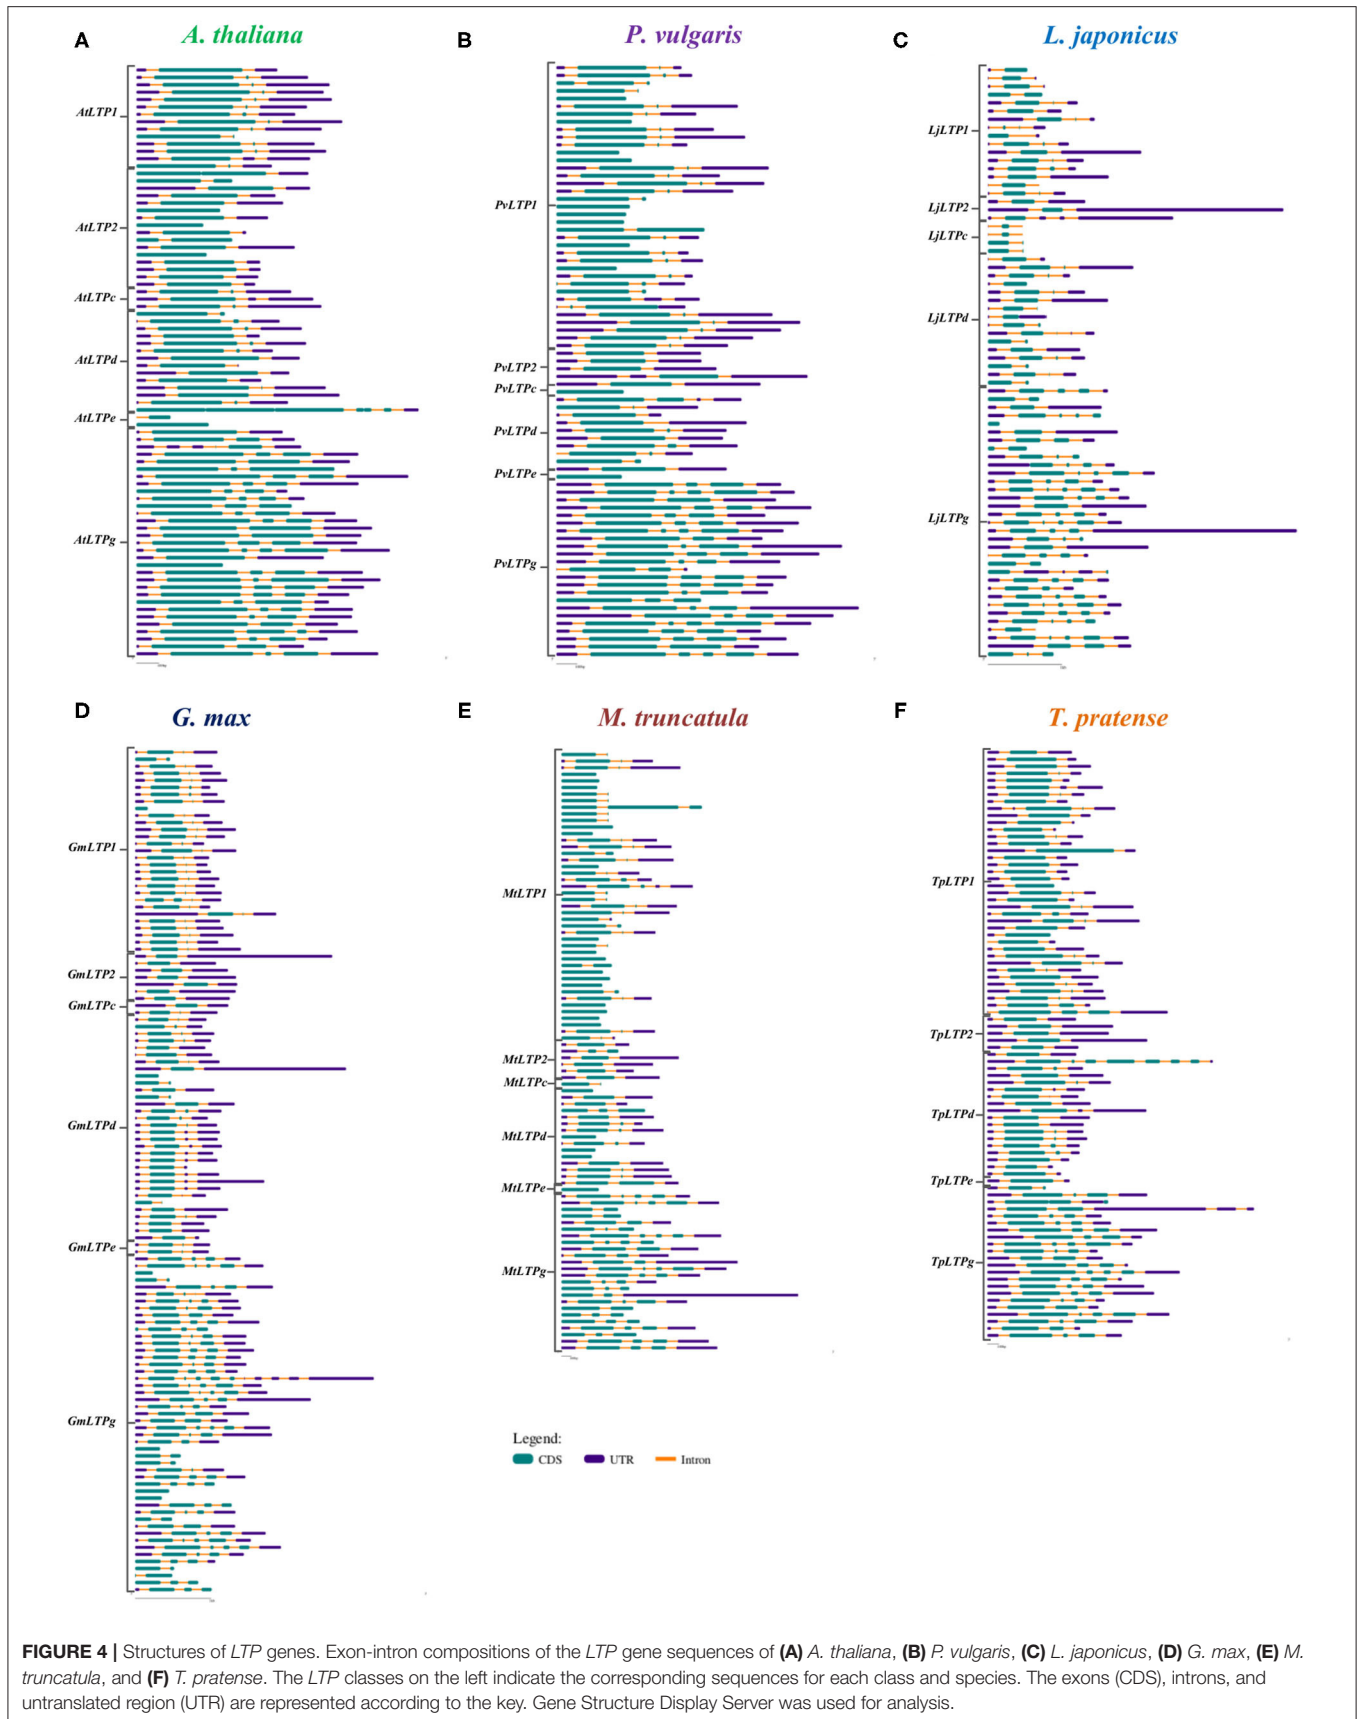 A
A. thaliana
B
P. vulgaris
C
L. japonicus
AtLTP1
AtLTP2
AtLTPc
AtLTPd
AtLTPe
AtLTPg
PvLTP1
PvLTP2
PvLTPc
PvLTPd
PvLTPe
PvLTPg
LjLTP1
LjLTP2
LjLTPc
LjLTPd
LjLTPg
D
G. max
E
M. truncatula
F
T. pratense
GmLTP1
GmLTP2
GmLTPc
GmLTPd
GmLTPe
GmLTPg
MtLTP1
MtLTP2
MtLTPc
MtLTPd
MtLTPe
MtLTPg
TpLTP1
TpLTP2
TpLTPd
TpLTPe
TpLTPg
Legend:
CDS UTR Intron
FIGURE 4 | Structures of LTP genes. Exon-intron compositions of the LTP gene sequences of (A) A. thaliana, (B) P. vulgaris, (C) L. japonicus, (D) G. max, (E) M.
truncatula, and (F) T. pratense. The LTP classes on the left indicate the corresponding sequences for each class and species. The exons (CDS), introns, and
untranslated region (UTR) are represented according to the key. Gene Structure Display Server was used for analysis.